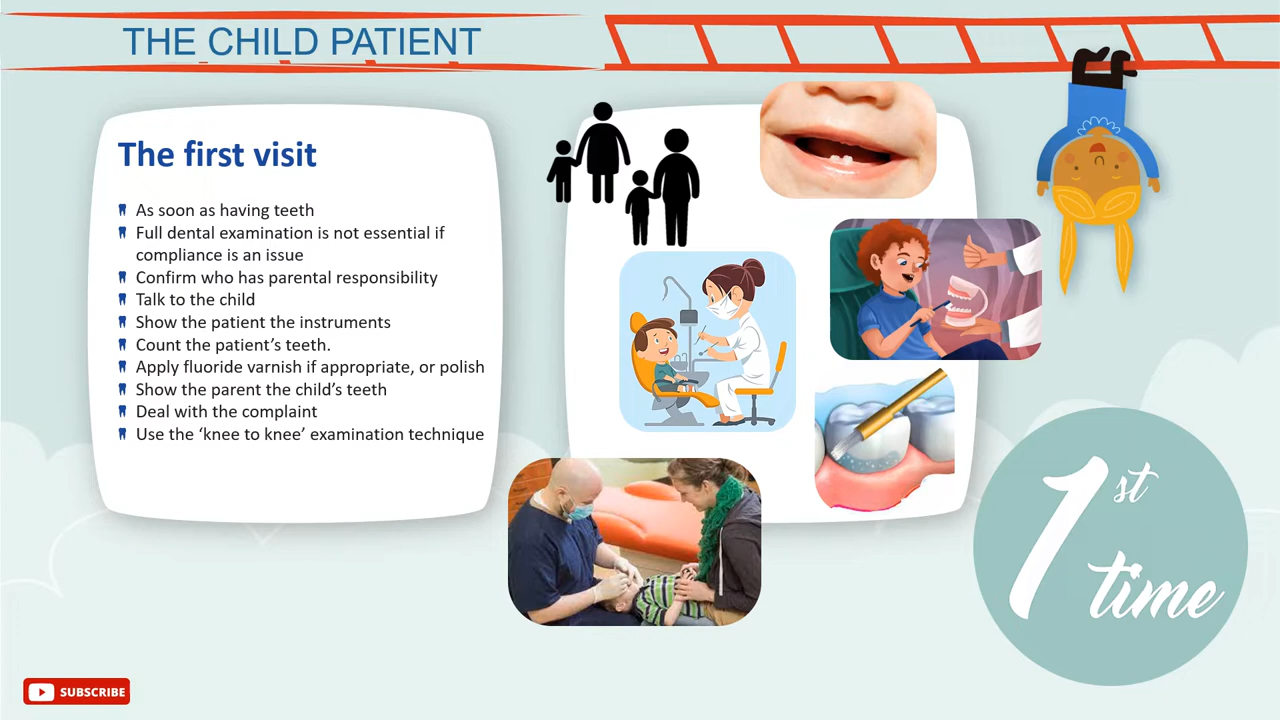 THE CHILD PATIENT
The first visit
As soon as having teeth
Full dental examination is not essential if
compliance is an issue
Confirm who has parental responsibility
Talk to the child
Show the patient the instruments
Count the patient's teeth.
Apply fluoride varnish if appropriate, or polish
Show the parent the child's teeth
Deal with the complaint
Use the ‘knee to knee’ examination technique
1st
time
SUBSCRIBE